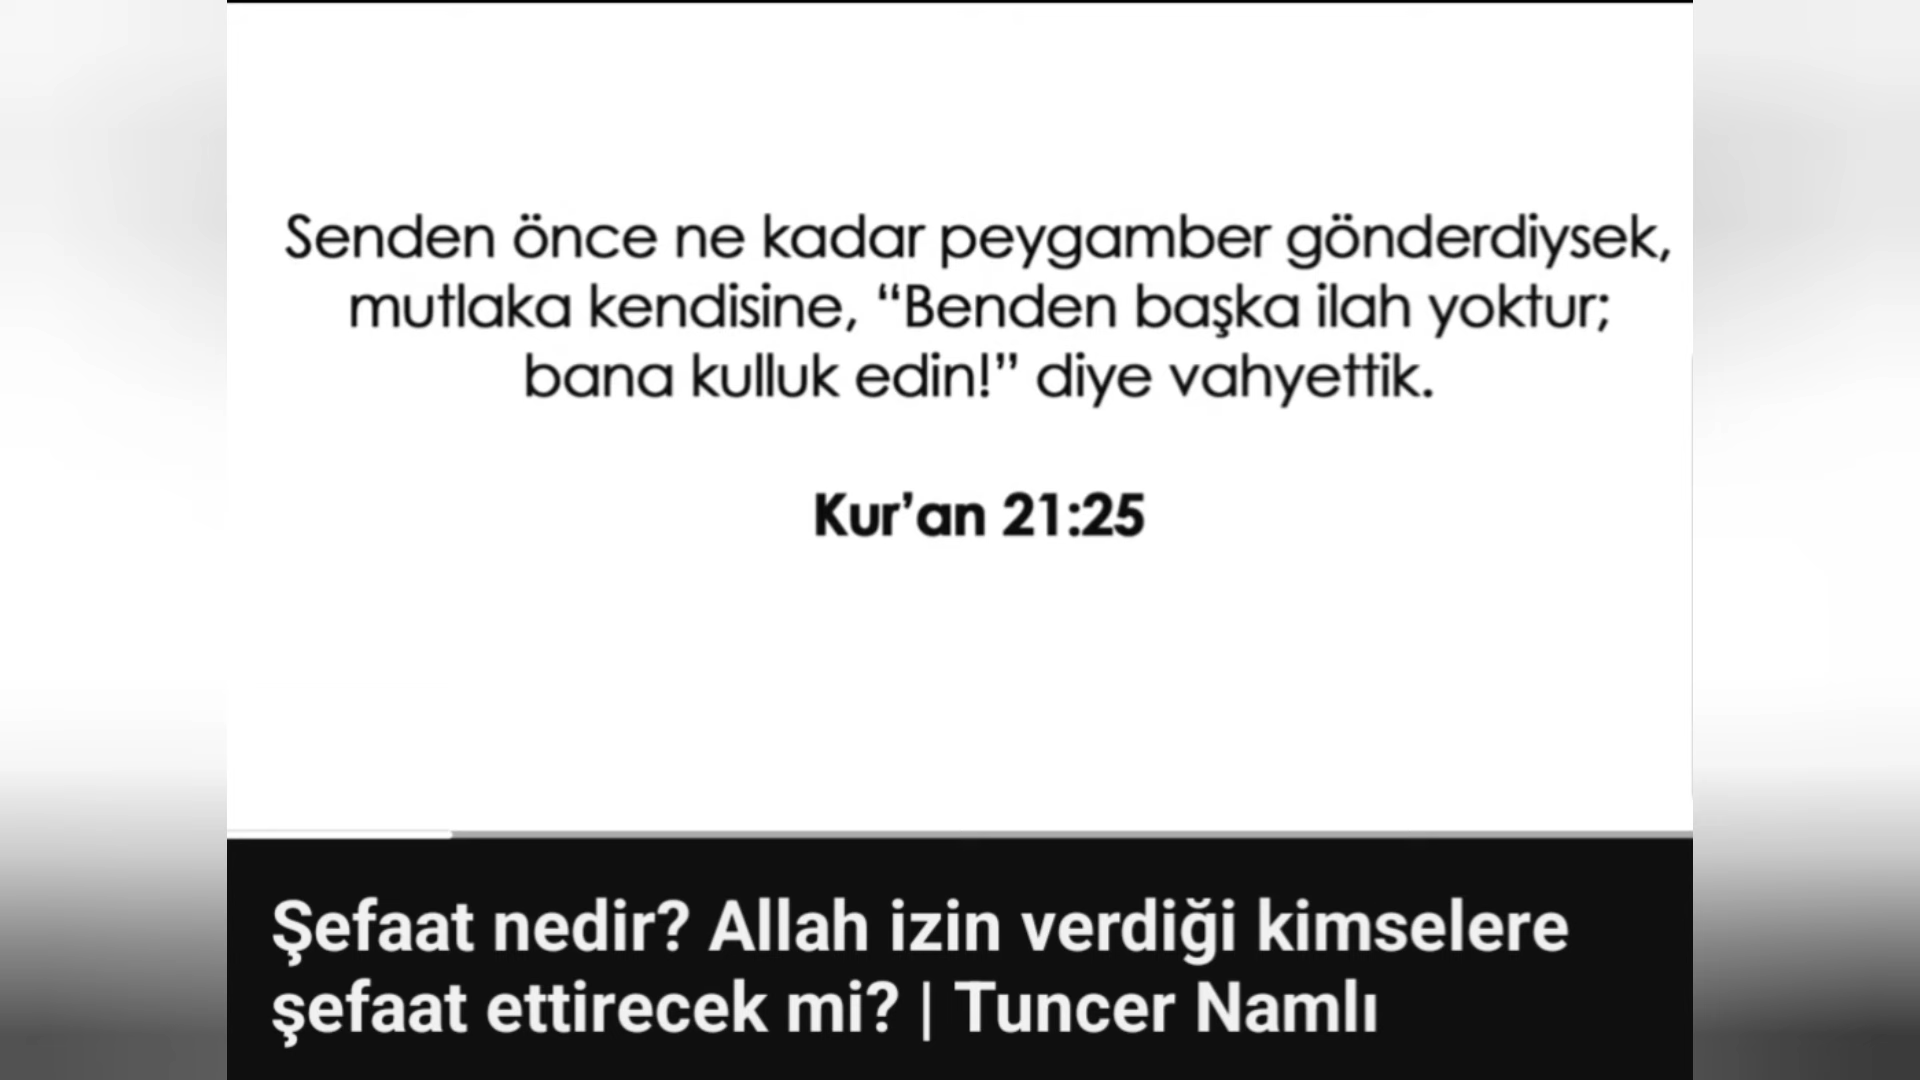 Senden önce ne kadar peygamber gönderdiysek,
mutlaka kendisine, “Benden başka ilah yoktur;
bana kulluk edin!” diye vahyettik.
Kur’an 21:25
Şefaat nedir? Allah izin verdiği kimselere
şefaat ettirecek mi? | Tuncer Namlı